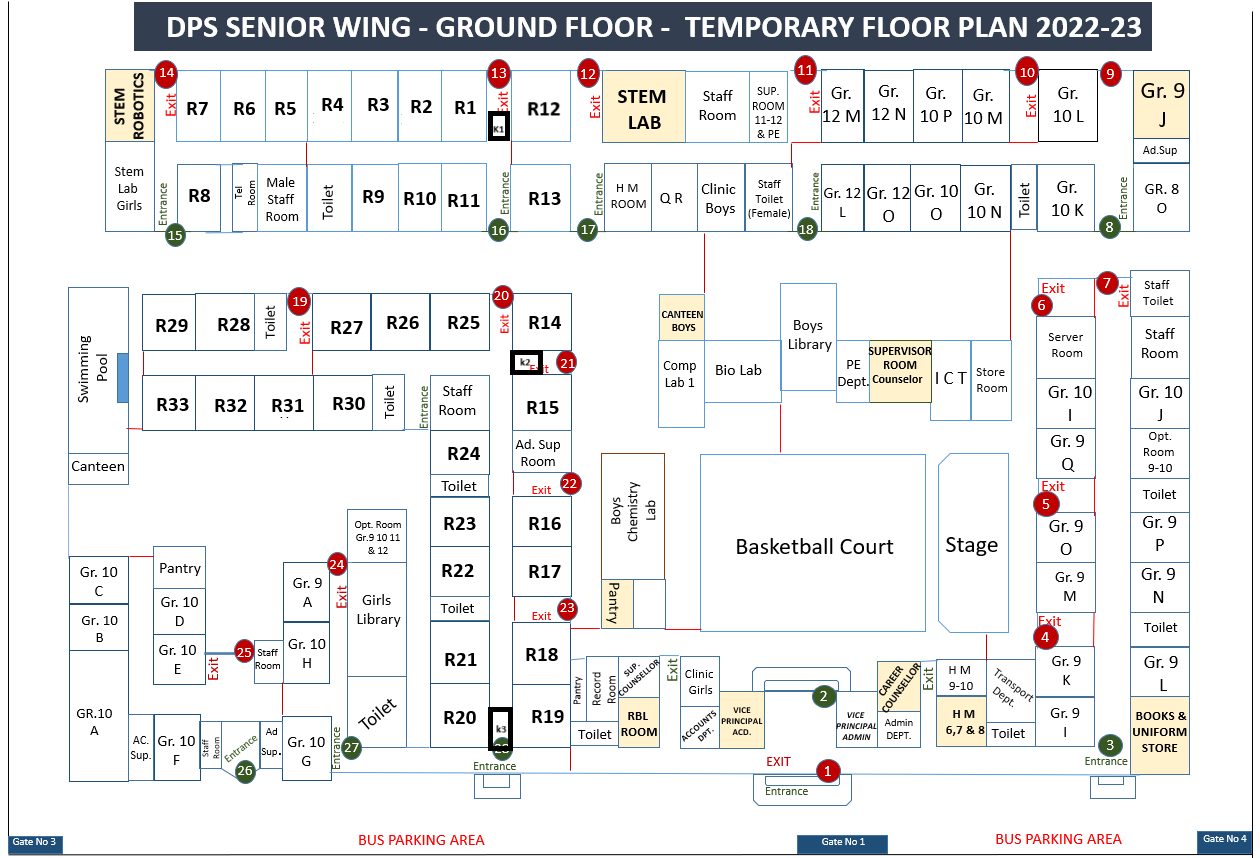 DPS SENIOR WING - GROUND FLOOR - TEMPORARY FLOOR PLAN 2022-23
STEM
ROBOTICS
14
Exit
R7
R6
R5
R4
R3
R2
R1
13
Exit
K1
R12
12
Exit
STEM
LAB
Staff
Room
SUP.
ROOM
11-12
& PE
11
Exit
Gr.
12 M
Gr.
12 N
Gr.
10 P
Gr.
10 M
10
Exit
Gr.
10 L
9
Gr. 9
J
Ad.Sup
Stem
Lab
Girls
Entrance
15
R8
Tel
Room
Male
Staff
Room
Toilet
R9
R10
R11
Entrance
16
R13
Entrance
17
H M
ROOM
Q R
Clinic
Boys
Staff
Toilet
(Female)
Entrance
18
Gr. 12
L
Gr. 12
O
Gr. 10
O
Gr.
10 N
Toilet
Gr.
10 K
Entrance
8
GR. 8
O
Swimming
Pool
Canteen
R29
R28
Toilet
19
Exit
R27
R26
R25
20
Exit
R14
k2
Exit
21
R33
R32
R31
R30
Toilet
Entrance
Staff
Room
R15
R24
Ad. Sup
Room
Toilet
Exit
22
R23
R16
R22
R17
Toilet
Exit
23
R21
R18
R20
k3
R19
Entrance
CANTEEN
BOYS
Comp
Lab 1
Bio Lab
Boys
Library
PE
Dept.
SUPERVISOR
ROOM
Counselor
I C T
Store
Room
Exit
6
7
Exit
Staff
Toilet
Server
Room
Staff
Room
Gr. 10
I
Gr. 10
J
Gr. 9
Q
Opt.
Room
9-10
Exit
5
Toilet
Gr. 9
O
Gr. 9
P
Gr. 9
M
Gr. 9
N
Exit
4
Toilet
Gr. 9
K
Gr. 9
L
Gr. 9
I
3
Entrance
BOOKS &
UNIFORM
STORE
Boys
Chemistry
Lab
Pantry
Basketball Court
Stage
Opt. Room
Gr.9 10 11
& 12
24
Exit
Girls
Library
Toilet
Gr. 10
C
Gr. 10
B
GR.10
A
Pantry
Gr. 10
D
Gr. 10
E
25
Exit
Staff
Room
Gr. 9
A
Gr. 10
H
AC.
Sup.
Gr. 10
F
Staff
Room
Entrance
26
Ad
Sup.
Gr. 10
G
Entrance
27
Pantry
Record
Room
SUP.
COUNSELLOR
Toilet
RBL
ROOM
Exit
Clinic
Girls
ACCOUNTS
DPT.
VICE
PRINCIPAL
ACD.
2
VICE
PRINCIPAL
ADMIN
CAREER
COUNSELLOR
Admin
DEPT.
Exit
H M
9-10
H M
6,7 & 8
Transport
Dept.
Toilet
EXIT
1
Entrance
Gate No 3
BUS PARKING AREA
Gate No 1
BUS PARKING AREA
Gate No 4